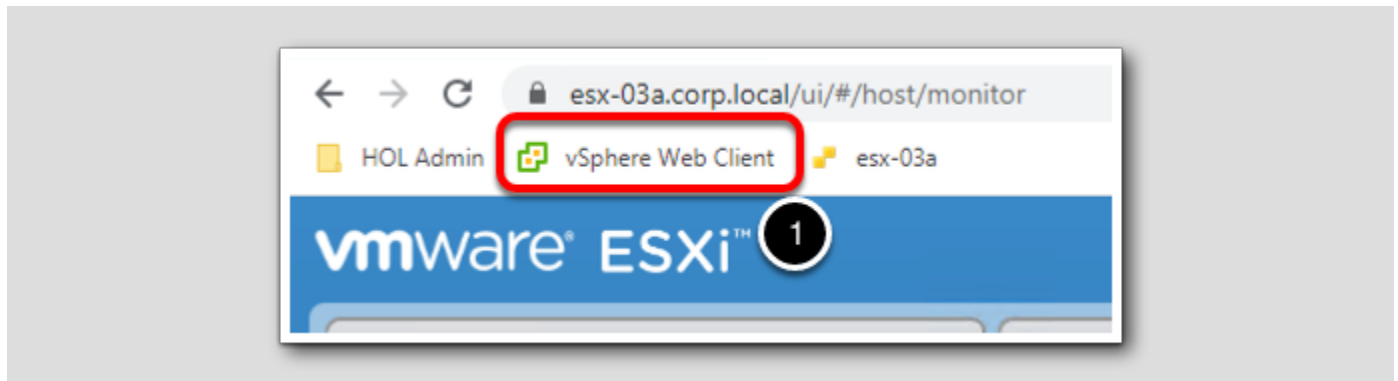 esx-03a.corp.local/ui/#/host/monitor
HOL Admin vSphere Web Client esx-03a
vmware® ESXi™ 1